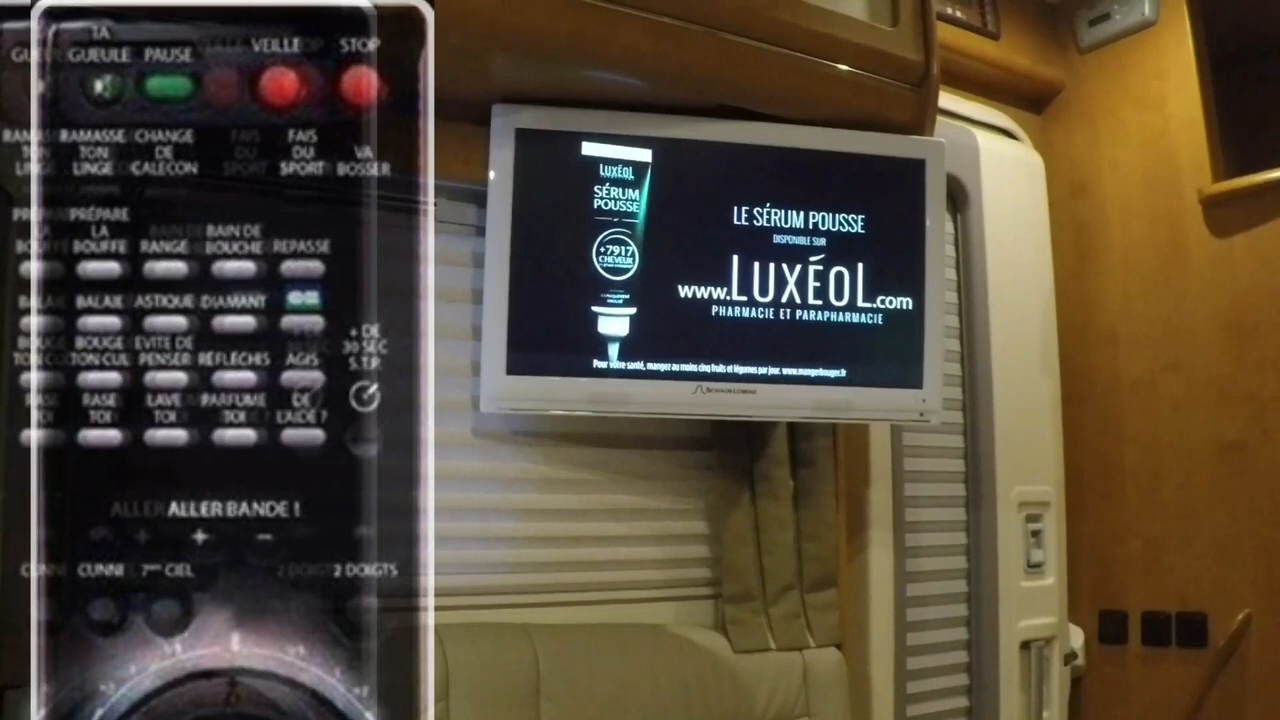 TA
GUEULE PAUSE VEILLE STOP
RAMASSE CHANGE FAIS
TON DE DU VA
LINGE CALEÇON SPORT BOSSER
PRÉPARE
LA BAIN DE
BOUFFE RANGE BOUCHE REPASSE
BALAIE ASTIQUE DIAMANT
BOUGE EVITE DE
TON CUL PENSER RÉFLÉCHIS AGIS
+ DE
30 SEC
S.T.P.
RASE LAVE PARFUME DE
TOI TOI TOI L'AIDE ?
ALLER BANDE !
+ −
CUNNI 7ème CIEL 2 DOIGTS
LUXÉOL
SÉRUM
POUSSE
+7917
CHEVEUX
LE SÉRUM POUSSE
DISPONIBLE SUR
www.LUXÉOL.com
PHARMACIE ET PARAPHARMACIE
Pour votre santé, mangez au moins cinq fruits et légumes par jour. www.mangerbouger.fr
SCHAUB LORENZ